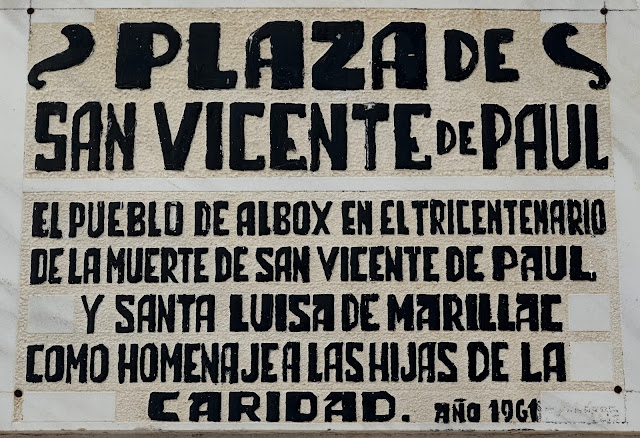 PLAZA DE
SAN VICENTE DE PAUL
EL PUEBLO DE ALBOX EN EL TRICENTENARIO
DE LA MUERTE DE SAN VICENTE DE PAUL
Y SANTA LUISA DE MARILLAC
COMO HOMENAJE A LAS HIJAS DE LA
CARIDAD. AÑO 1961